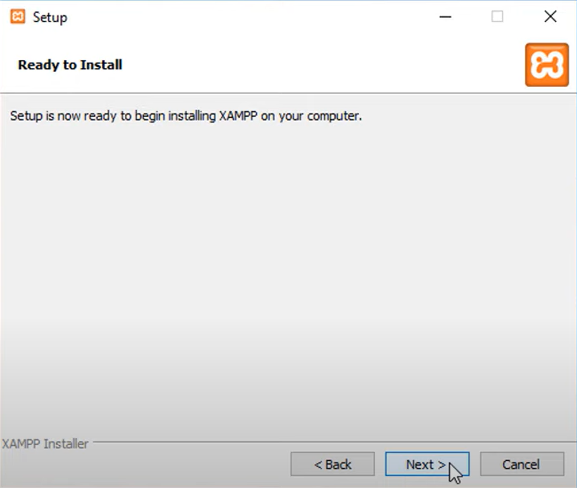 Setup
Ready to Install
Setup is now ready to begin installing XAMPP on your computer.
XAMPP Installer
< Back
Next >
Cancel